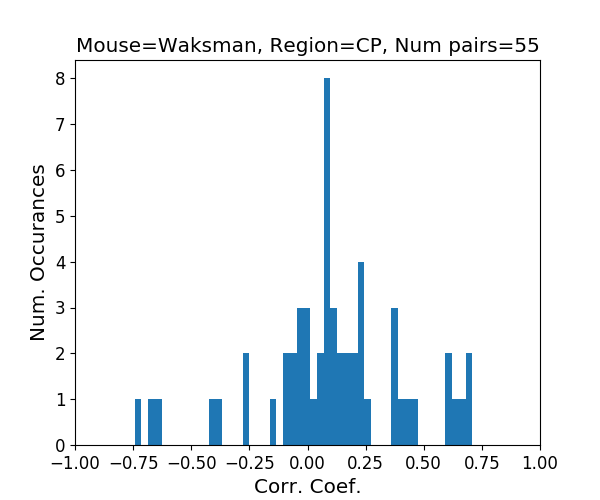 Mouse=Waksman, Region=CP, Num pairs=55
8
7
6
5
4
3
2
1
0
Num. Occurances
−1.00 −0.75 −0.50 −0.25 0.00 0.25 0.50 0.75 1.00
Corr. Coef.